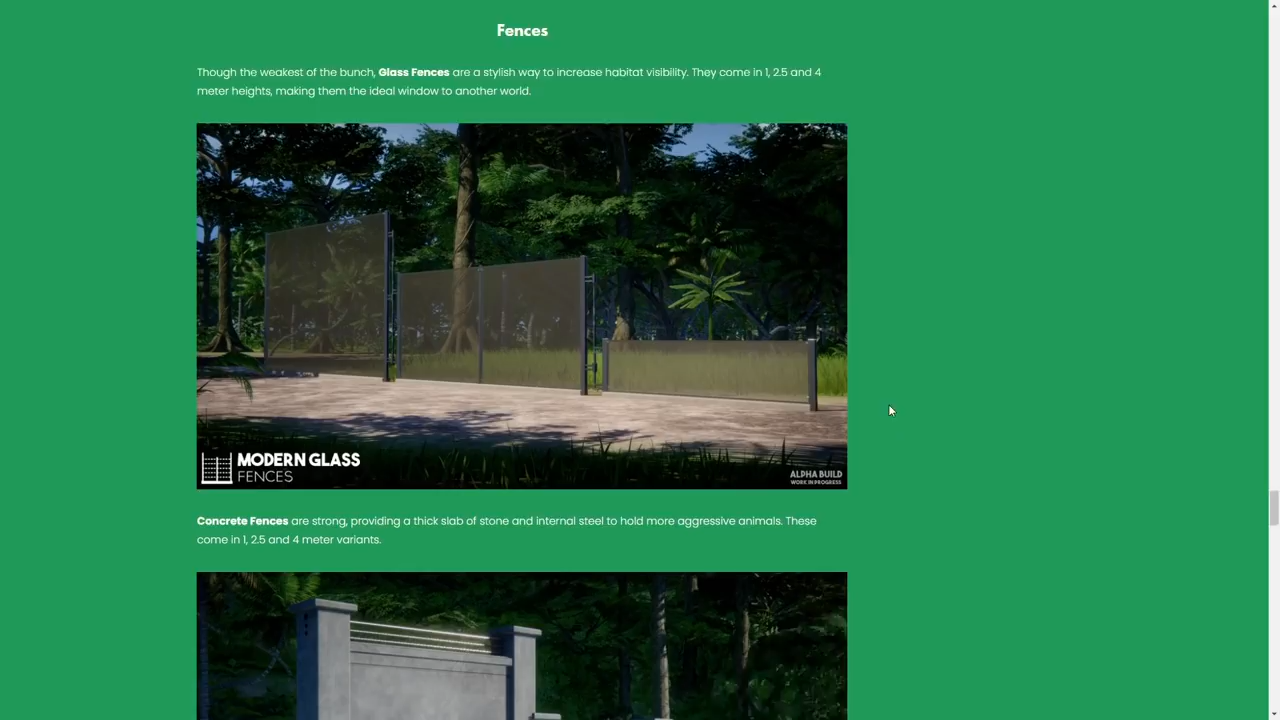 Fences
Though the weakest of the bunch, Glass Fences are a stylish way to increase habitat visibility. They come in 1, 2.5 and 4
meter heights, making them the ideal window to another world.
MODERN GLASS
FENCES
ALPHA BUILD
WORK IN PROGRESS
Concrete Fences are strong, providing a thick slab of stone and internal steel to hold more aggressive animals. These
come in 1, 2.5 and 4 meter variants.